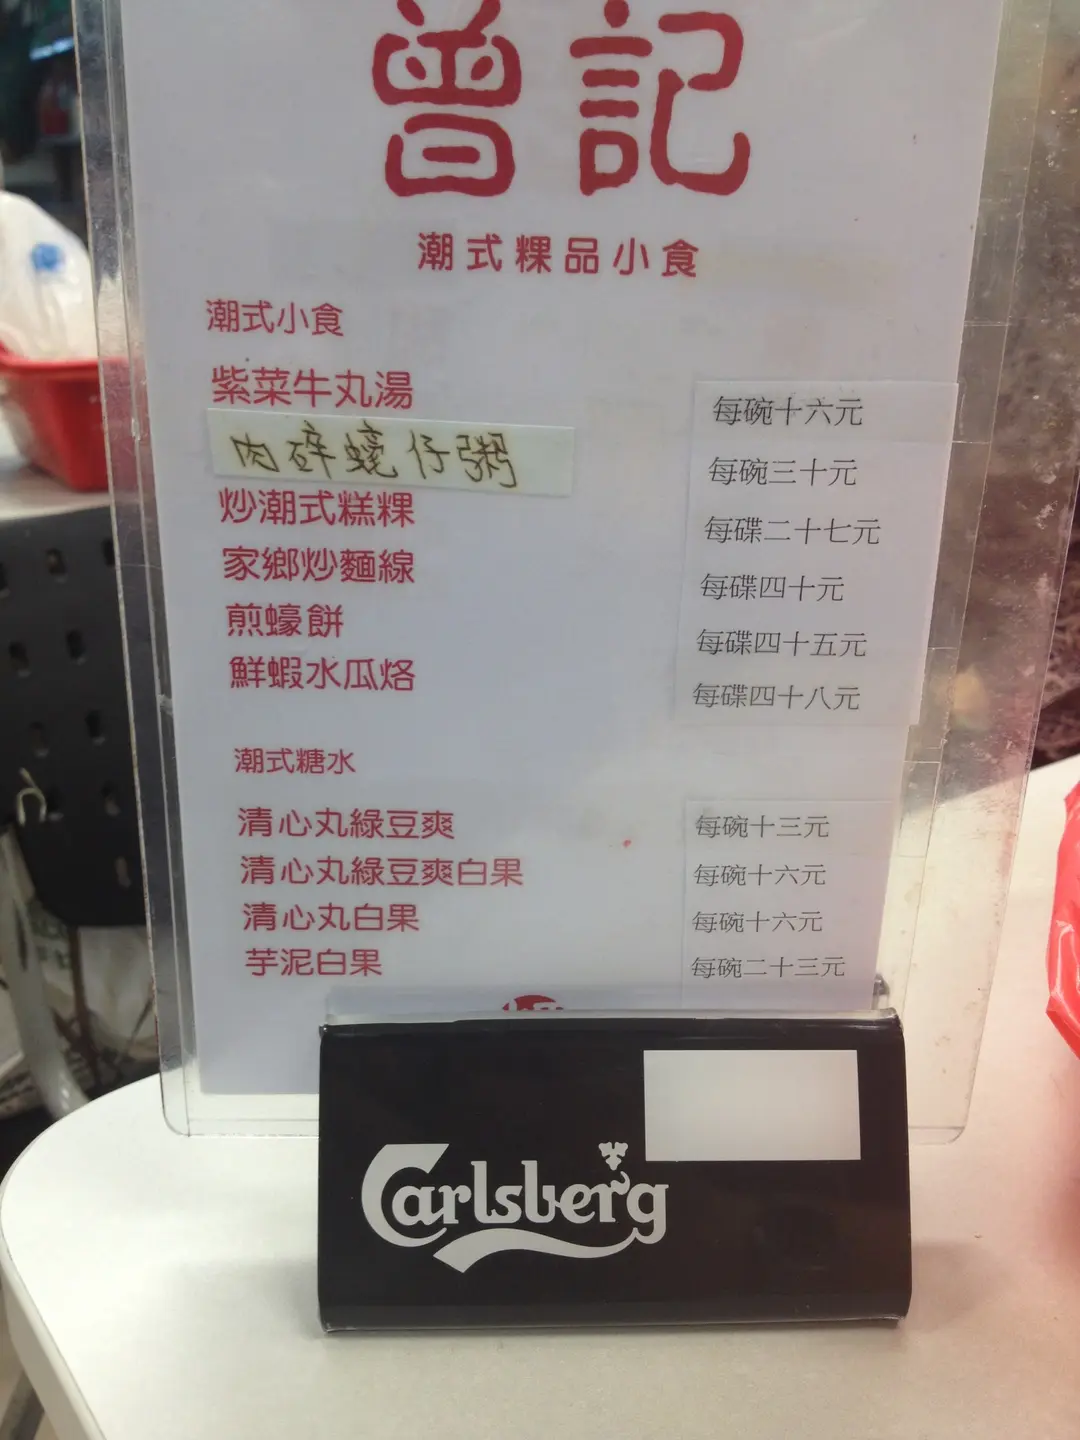 曾記
潮式粿品小食
潮式小食
紫菜牛丸湯 每碗十六元
肉碎蠔仔粥 每碗三十元
炒潮式糕粿 每碟二十七元
家鄉炒麵線 每碟四十元
煎蠔餅 每碟四十五元
鮮蝦水瓜烙 每碟四十八元
潮式糖水
清心丸綠豆爽 每碗十三元
清心丸綠豆爽白果 每碗十六元
清心丸白果 每碗十六元
芋泥白果 每碗二十三元
Carlsberg